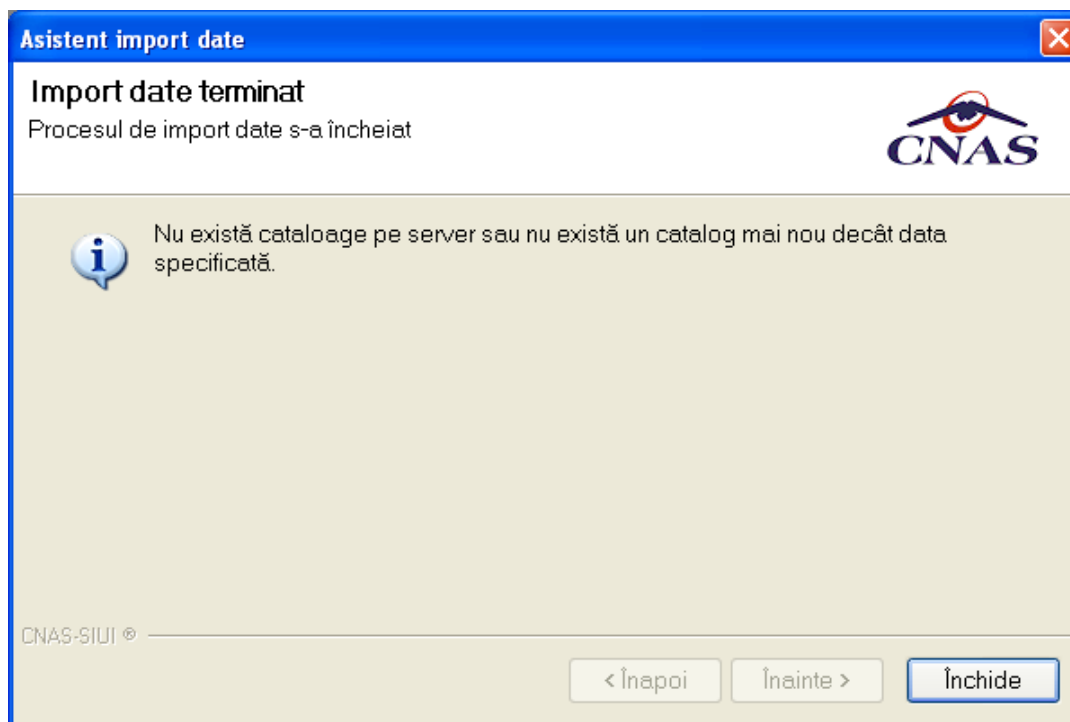 Asistent import date
Import date terminat
Procesul de import date s-a încheiat
CNAS
Nu există cataloage pe server sau nu există un catalog mai nou decât data
specificată.
CNAS-SIUI ®
< Înapoi
Înainte >
Închide